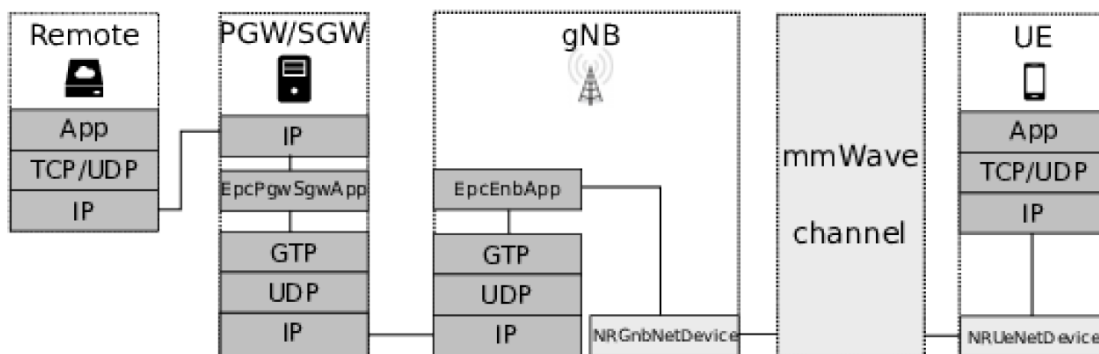 Remote
App
TCP/UDP
IP
PGW/SGW
IP
EpcPgwSgwApp
GTP
UDP
IP
gNB
EpcEnbApp
GTP
UDP
IP
NRGnbNetDevice
mmWave
channel
UE
App
TCP/UDP
IP
NRUeNetDevice